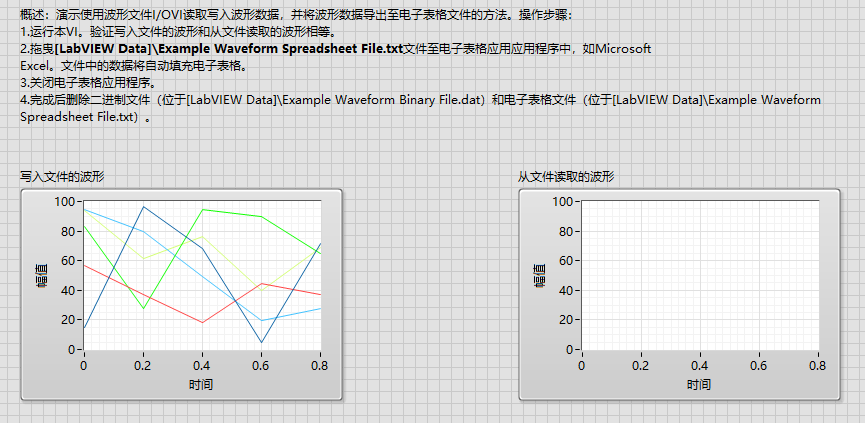 概述：演示使用波形文件I/OVI读取写入波形数据，并将波形数据导出至电子表格文件的方法。操作步骤：
1.运行本VI。验证写入文件的波形和从文件读取的波形相等。
2.拖曳[LabVIEW Data]\Example Waveform Spreadsheet File.txt文件至电子表格应用应用程序中，如Microsoft
Excel。文件中的数据将自动填充电子表格。
3.关闭电子表格应用程序。
4.完成后删除二进制文件（位于[LabVIEW Data]\Example Waveform Binary File.dat）和电子表格文件（位于[LabVIEW Data]\Example Waveform
Spreadsheet File.txt）。
写入文件的波形
100
80
60
40
20
0
幅值
0 0.2 0.4 0.6 0.8
时间
从文件读取的波形
100
80
60
40
20
0
幅值
0 0.2 0.4 0.6 0.8
时间